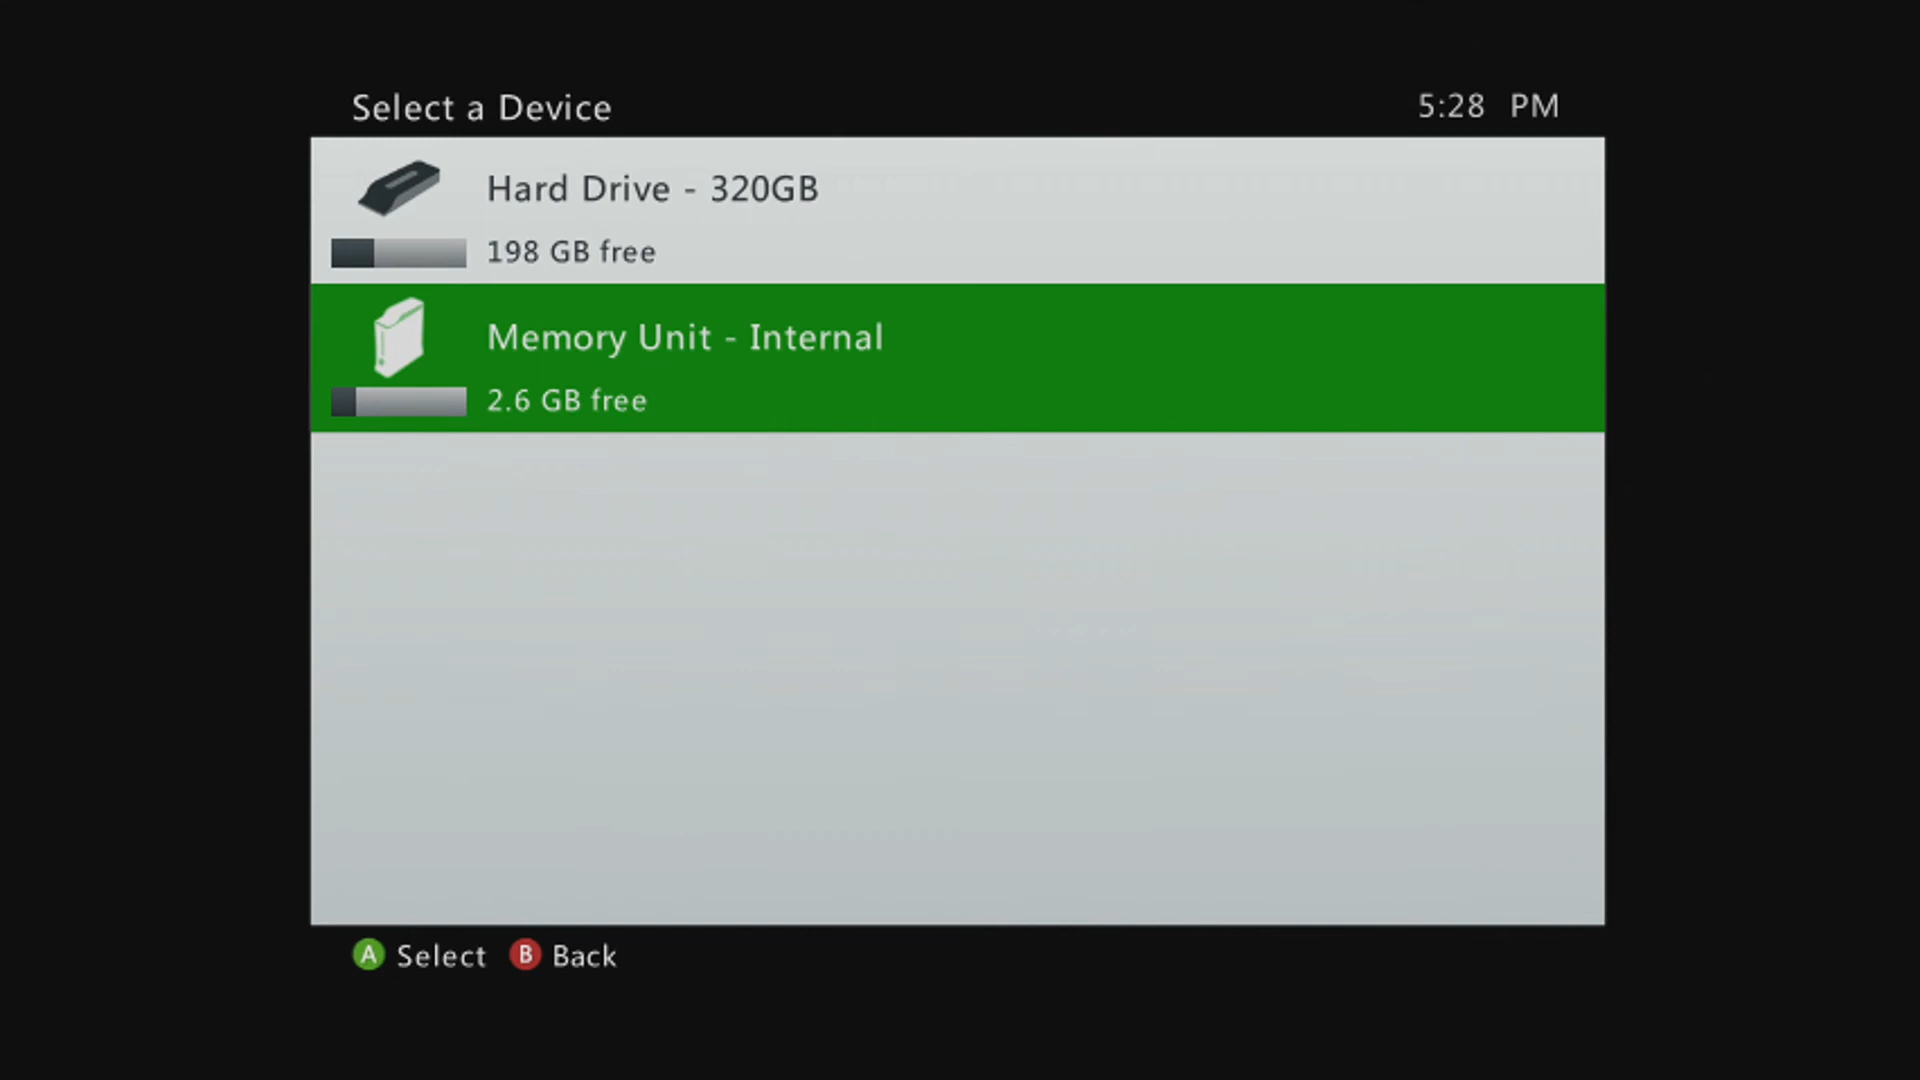 Select a Device
5:28 PM
Hard Drive - 320GB
198 GB free
Memory Unit - Internal
2.6 GB free
A Select B Back